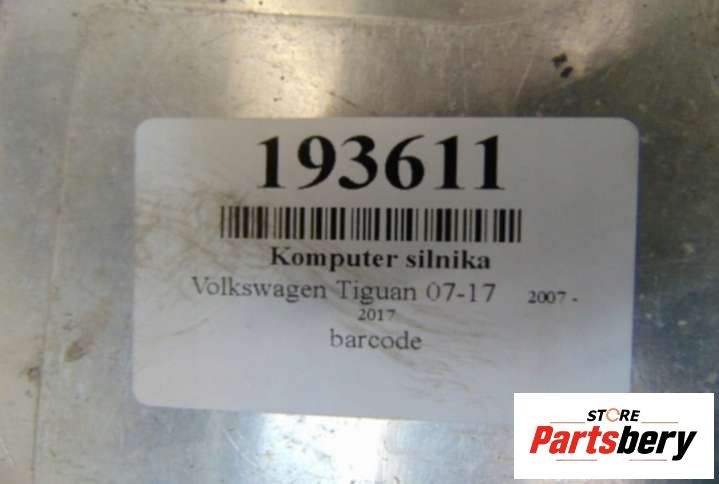 193611
Komputer silnika
Volkswagen Tiguan 07-17 2007 -
2017
barcode
STORE
Partsbery